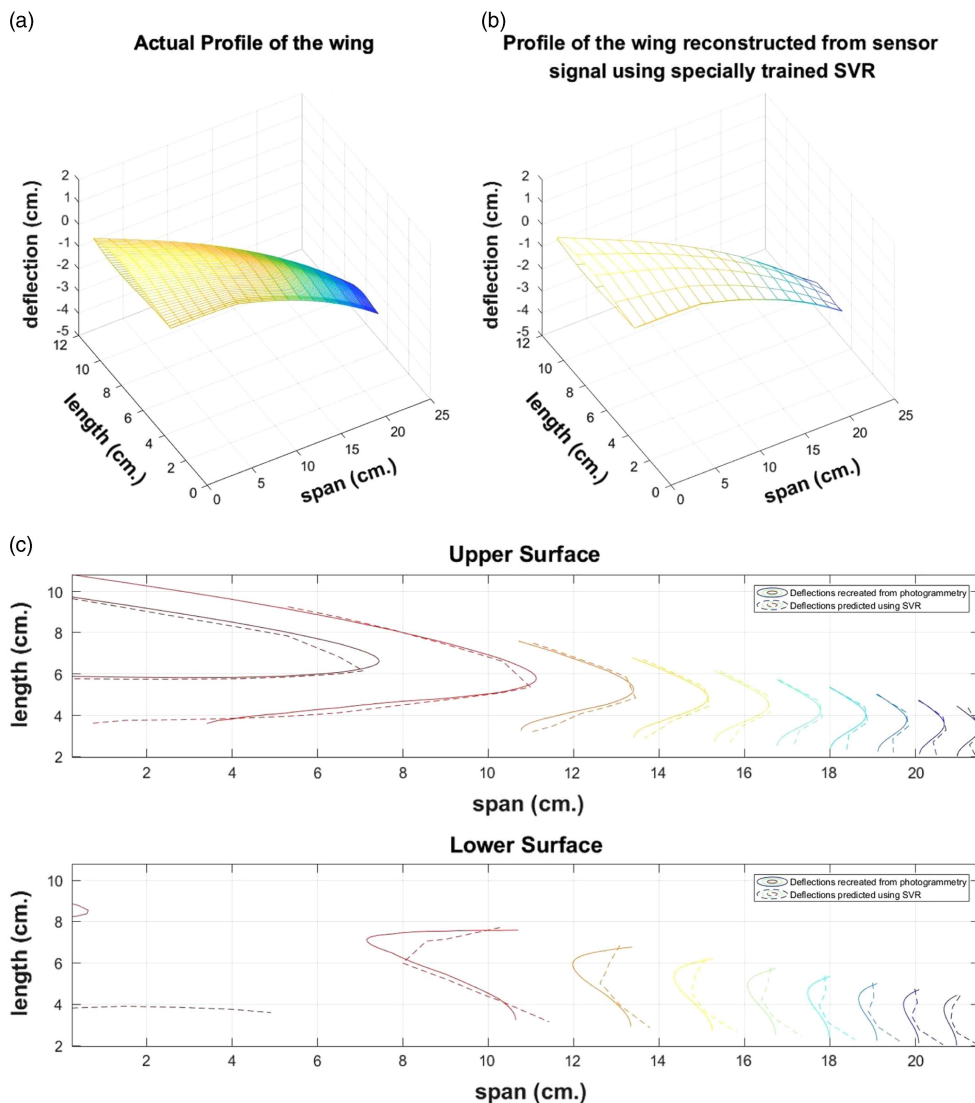 (a)
Actual Profile of the wing
2
1
0
-1
-2
-3
-4
-5
deflection (cm.)
12
10
8
6
4
2
0
length (cm.)
0
5
10
15
20
25
span (cm.)
(b)
Profile of the wing reconstructed from sensor
signal using specially trained SVR
2
1
0
-1
-2
-3
-4
-5
deflection (cm.)
12
10
8
6
4
2
0
length (cm.)
0
5
10
15
20
25
span (cm.)
(c)
Upper Surface
Deflections recreated from photogrammetry
Deflections predicted using SVR
10
8
6
4
2
length (cm.)
2 4 6 8 10 12 14 16 18 20
span (cm.)
Lower Surface
Deflections recreated from photogrammetry
Deflections predicted using SVR
10
8
6
4
2
length (cm.)
2 4 6 8 10 12 14 16 18 20
span (cm.)